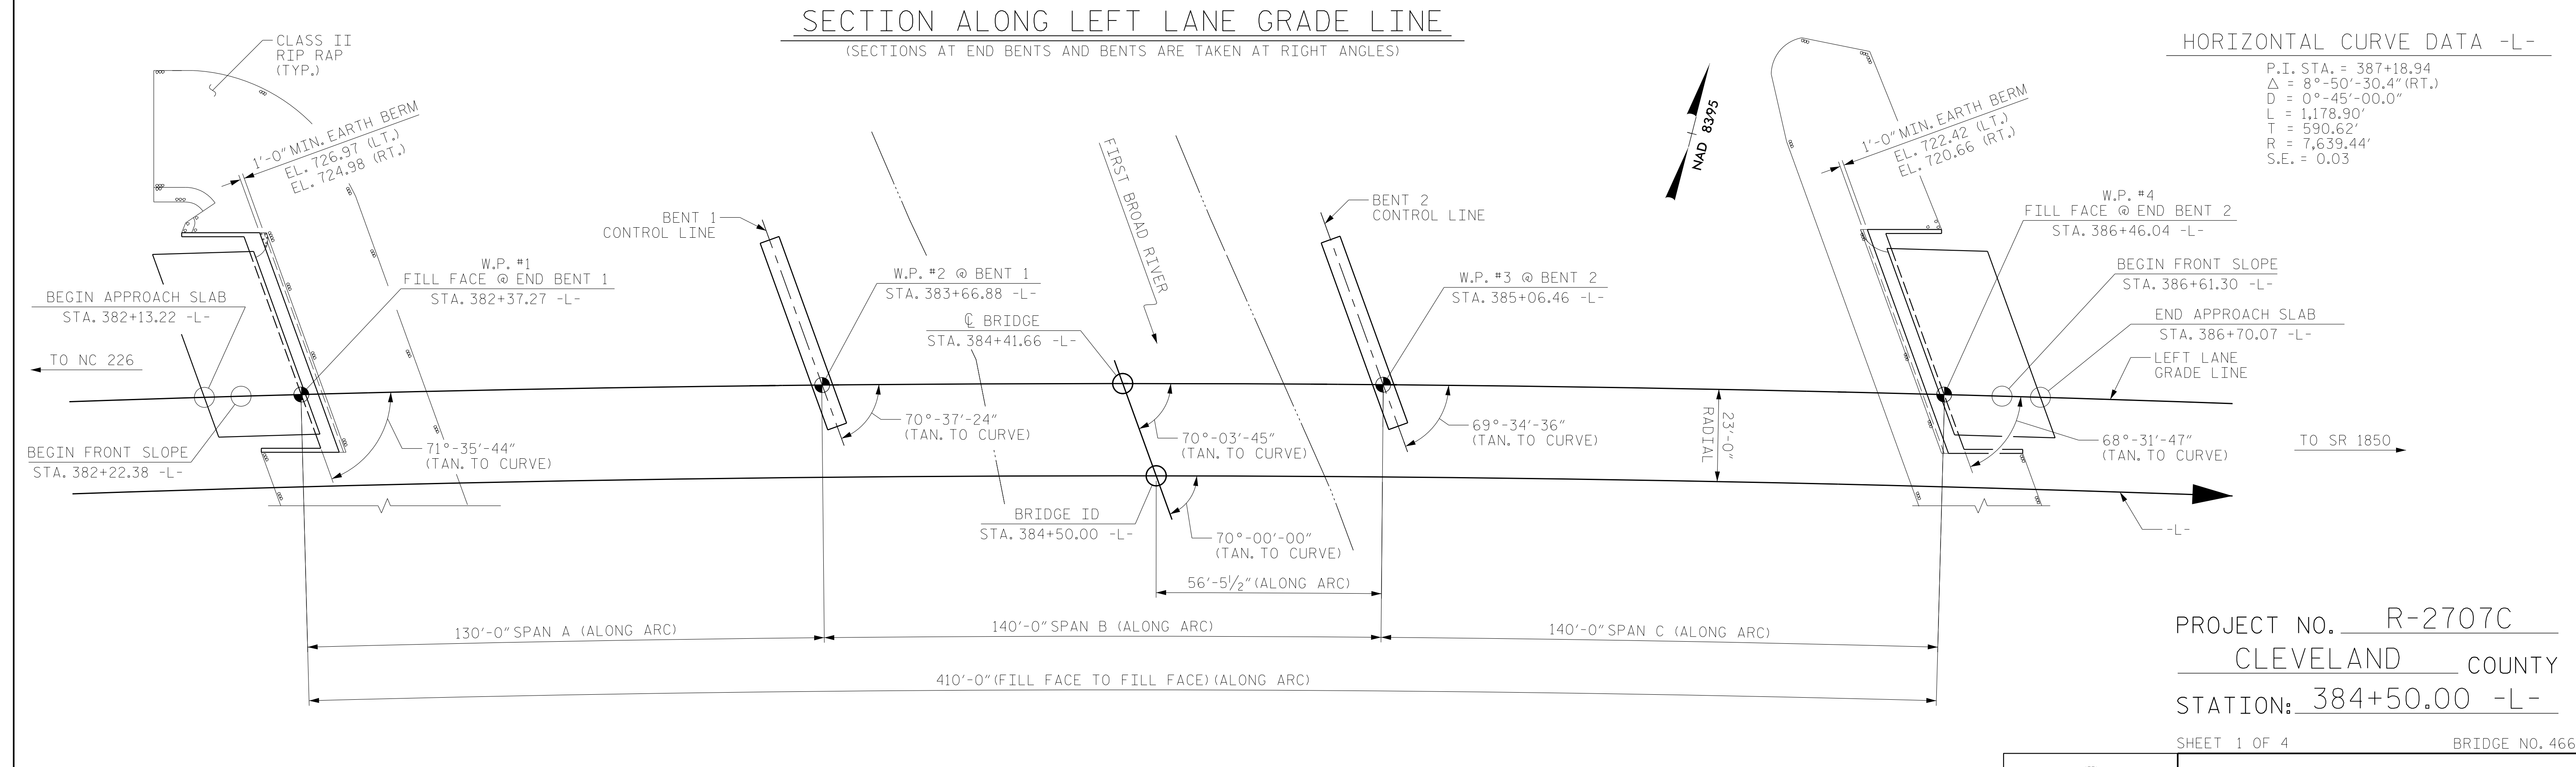 SECTION ALONG LEFT LANE GRADE LINE
(SECTIONS AT END BENTS AND BENTS ARE TAKEN AT RIGHT ANGLES)
HORIZONTAL CURVE DATA -L-
P.I. STA. = 387+18.94
Δ = 8°-50'-30.4" (RT.)
D = 0°-45'-00.0"
L = 1,178.90'
T = 590.62'
R = 7,639.44'
S.E. = 0.03
CLASS II
RIP RAP
(TYP.)
1'-0" MIN. EARTH BERM
EL. 726.97 (LT.)
EL. 724.98 (RT.)
NAD 83/95
1'-0" MIN. EARTH BERM
EL. 722.42 (LT.)
EL. 720.66 (RT.)
FIRST BROAD RIVER
BENT 1
CONTROL LINE
BENT 2
CONTROL LINE
W.P. #4
FILL FACE @ END BENT 2
STA. 386+46.04 -L-
W.P. #1
FILL FACE @ END BENT 1
STA. 382+37.27 -L-
W.P. #2 @ BENT 1
STA. 383+66.88 -L-
W.P. #3 @ BENT 2
STA. 385+06.46 -L-
BEGIN FRONT SLOPE
STA. 386+61.30 -L-
BEGIN APPROACH SLAB
STA. 382+13.22 -L-
℄ BRIDGE
STA. 384+41.66 -L-
END APPROACH SLAB
STA. 386+70.07 -L-
TO NC 226
LEFT LANE
GRADE LINE
BEGIN FRONT SLOPE
STA. 382+22.38 -L-
71°-35'-44"
(TAN. TO CURVE)
70°-37'-24"
(TAN. TO CURVE)
70°-03'-45"
(TAN. TO CURVE)
69°-34'-36"
(TAN. TO CURVE)
23'-0"
RADIAL
68°-31'-47"
(TAN. TO CURVE)
TO SR 1850
BRIDGE ID
STA. 384+50.00 -L-
70°-00'-00"
(TAN. TO CURVE)
-L-
56'-5½" (ALONG ARC)
130'-0" SPAN A (ALONG ARC)
140'-0" SPAN B (ALONG ARC)
140'-0" SPAN C (ALONG ARC)
410'-0" (FILL FACE TO FILL FACE) (ALONG ARC)
PROJECT NO. R-2707C
CLEVELAND COUNTY
STATION: 384+50.00 -L-
SHEET 1 OF 4 BRIDGE NO. 466